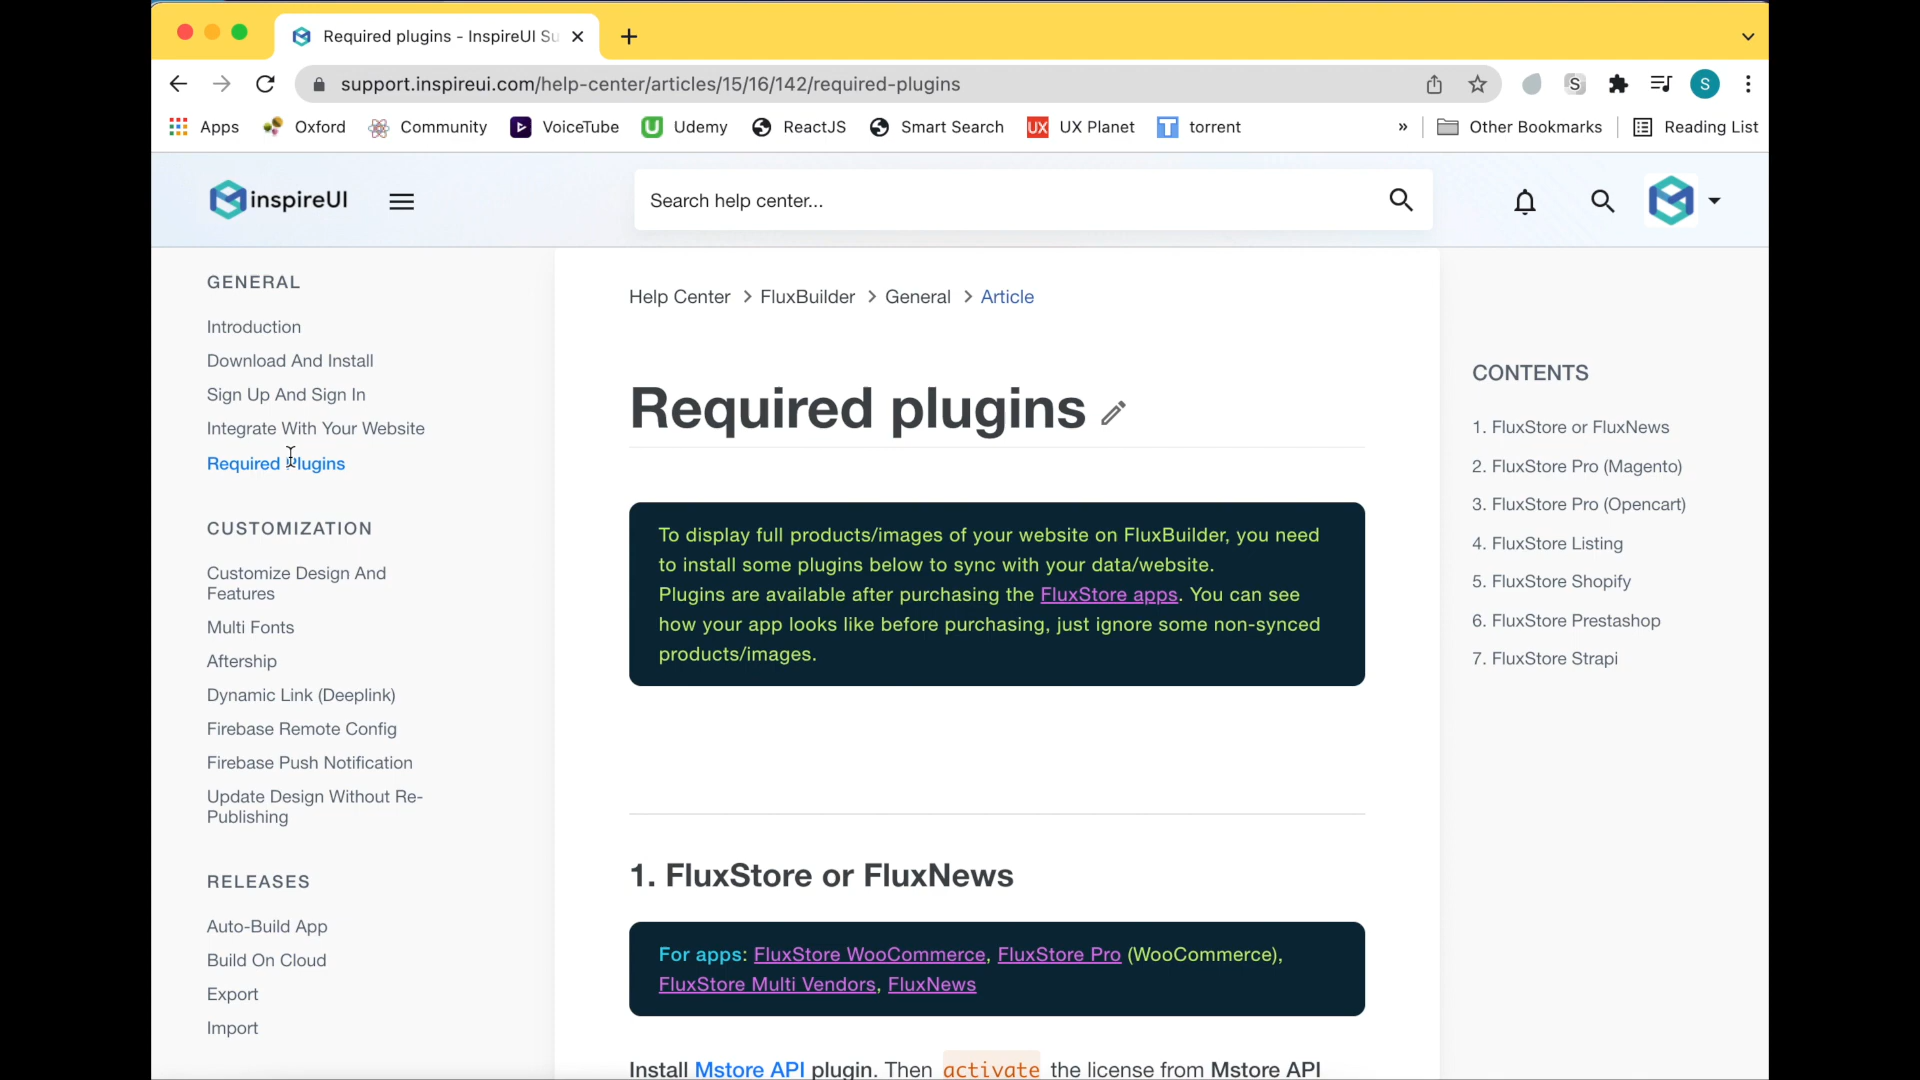 Required plugins - InspireUI Su
support.inspireui.com/help-center/articles/15/16/142/required-plugins
S
S
Apps
Oxford
Community
VoiceTube
Udemy
ReactJS
Smart Search
UX
UX Planet
T
torrent
»
Other Bookmarks
Reading List
inspireUI
Search help center...
GENERAL
Introduction
Download And Install
Sign Up And Sign In
Integrate With Your Website
Required Plugins
CUSTOMIZATION
Customize Design And
Features
Multi Fonts
Aftership
Dynamic Link (Deeplink)
Firebase Remote Config
Firebase Push Notification
Update Design Without Re-
Publishing
RELEASES
Auto-Build App
Build On Cloud
Export
Import
Help Center > FluxBuilder > General > Article
Required plugins
To display full products/images of your website on FluxBuilder, you need
to install some plugins below to sync with your data/website.
Plugins are available after purchasing the FluxStore apps. You can see
how your app looks like before purchasing, just ignore some non-synced
products/images.
1. FluxStore or FluxNews
For apps: FluxStore WooCommerce, FluxStore Pro (WooCommerce),
FluxStore Multi Vendors, FluxNews
Install Mstore API plugin. Then activate the license from Mstore API
CONTENTS
1. FluxStore or FluxNews
2. FluxStore Pro (Magento)
3. FluxStore Pro (Opencart)
4. FluxStore Listing
5. FluxStore Shopify
6. FluxStore Prestashop
7. FluxStore Strapi